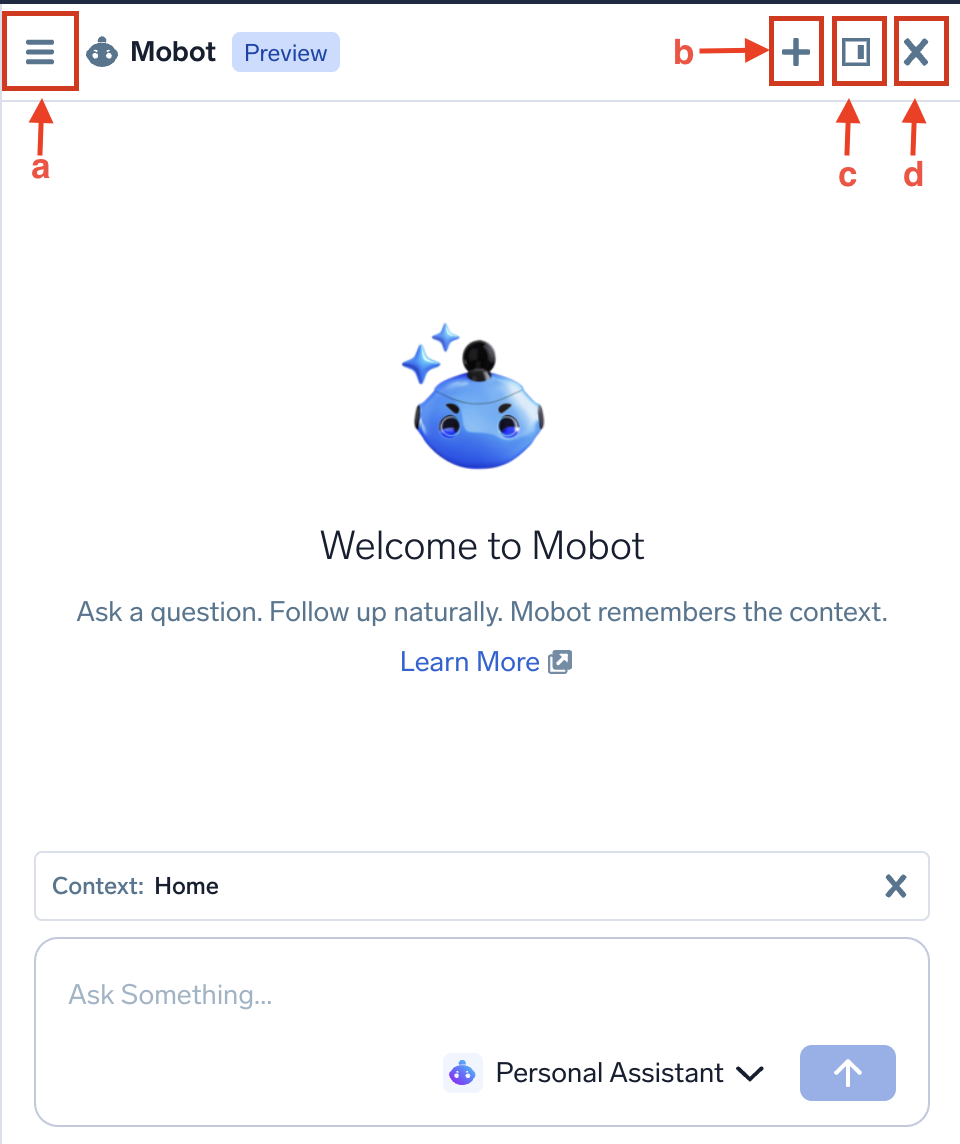 Mobot Preview b
a c d
Welcome to Mobot
Ask a question. Follow up naturally. Mobot remembers the context.
Learn More
Context: Home
Ask Something...
Personal Assistant